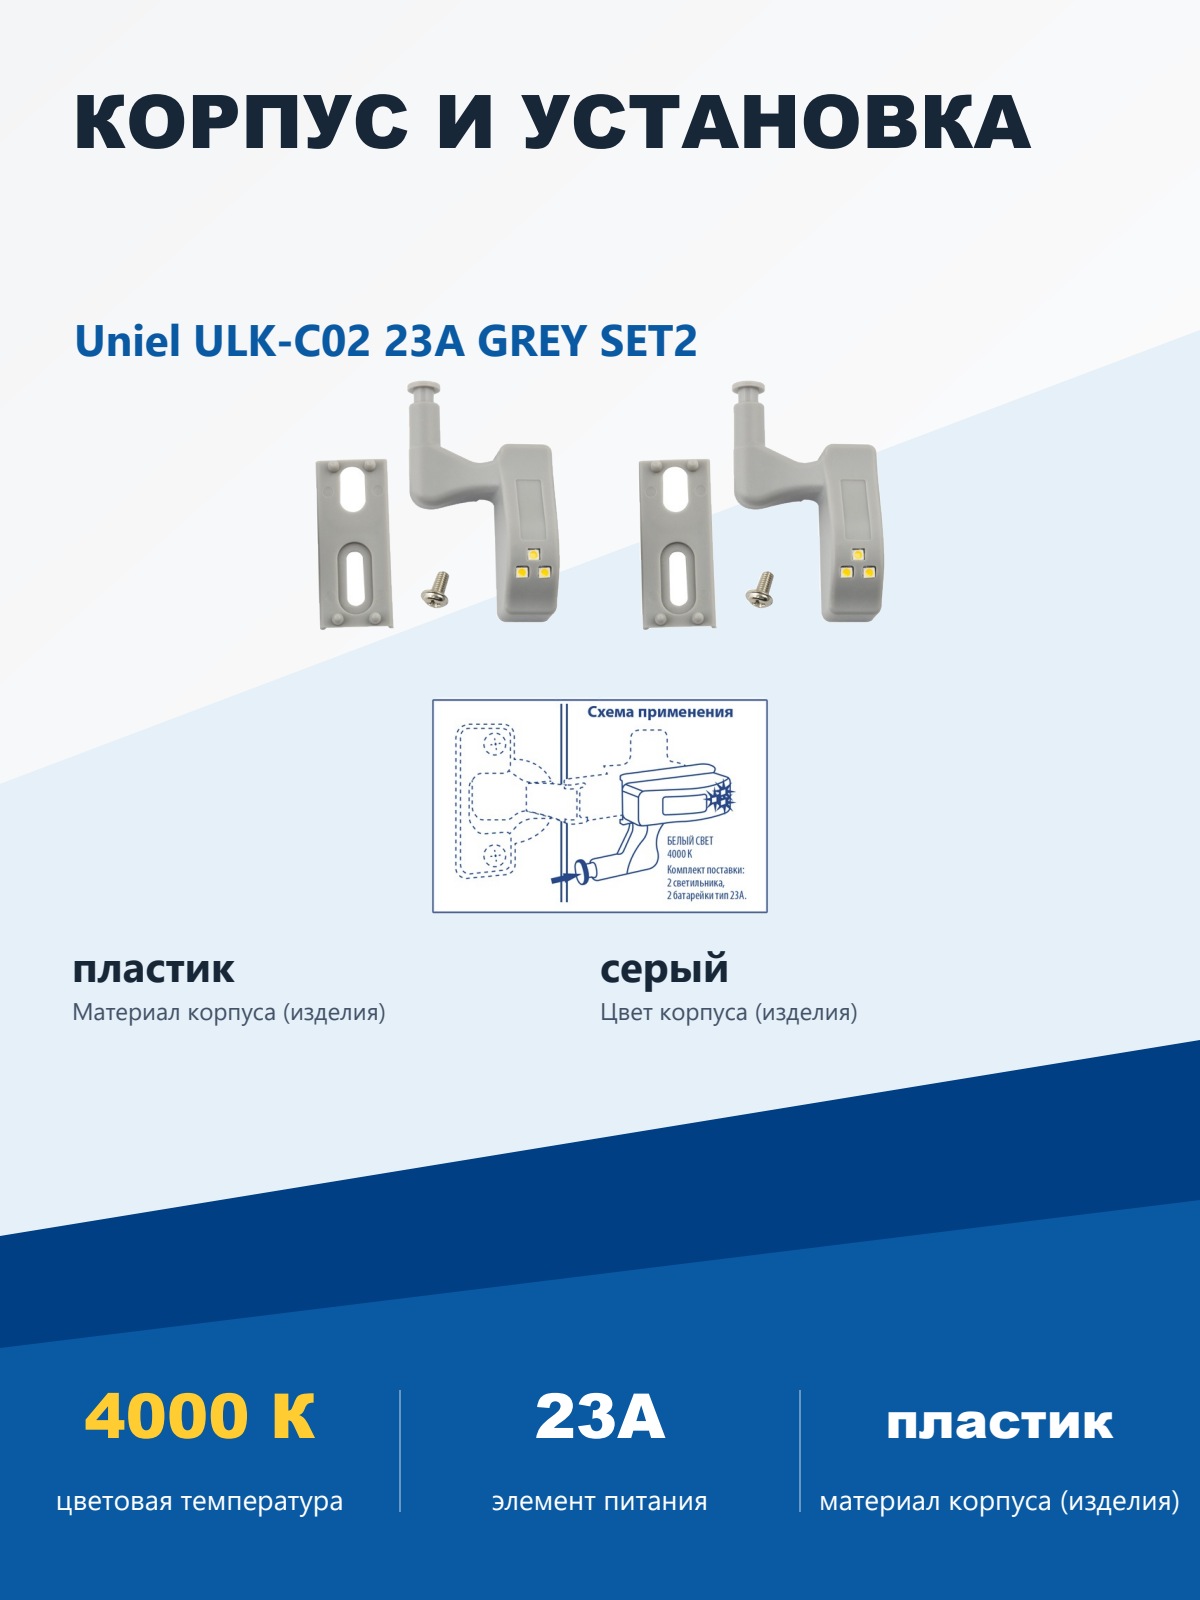 КОРПУС И УСТАНОВКА
Uniel ULK-C02 23A GREY SET2
Схема применения
БЕЛЫЙ СВЕТ
4000 К
Комплект поставки:
2 светильника,
2 батарейки тип 23А.
пластик
Материал корпуса (изделия)
серый
Цвет корпуса (изделия)
4000 К
цветовая температура
23A
элемент питания
пластик
материал корпуса (изделия)